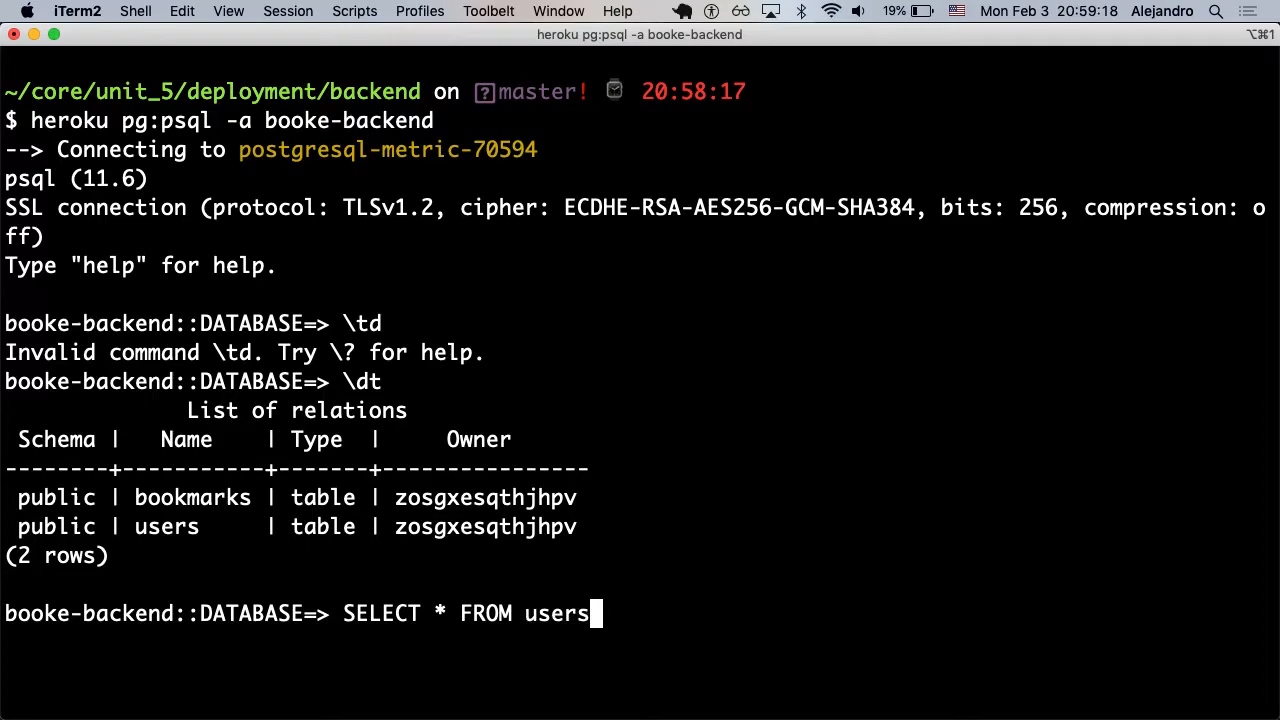 iTerm2 Shell Edit View Session Scripts Profiles Toolbelt Window Help 19% Mon Feb 3 20:59:18 Alejandro
heroku pg:psql -a booke-backend ⌥⌘1
~/core/unit_5/deployment/backend on ?master! 20:58:17
$ heroku pg:psql -a booke-backend
--> Connecting to postgresql-metric-70594
psql (11.6)
SSL connection (protocol: TLSv1.2, cipher: ECDHE-RSA-AES256-GCM-SHA384, bits: 256, compression: o
ff)
Type "help" for help.
booke-backend::DATABASE=> \td
Invalid command \td. Try \? for help.
booke-backend::DATABASE=> \dt
List of relations
Schema | Name | Type | Owner
--------+-----------+-------+----------------
public | bookmarks | table | zosgxesqthjhpv
public | users | table | zosgxesqthjhpv
(2 rows)
booke-backend::DATABASE=> SELECT * FROM users